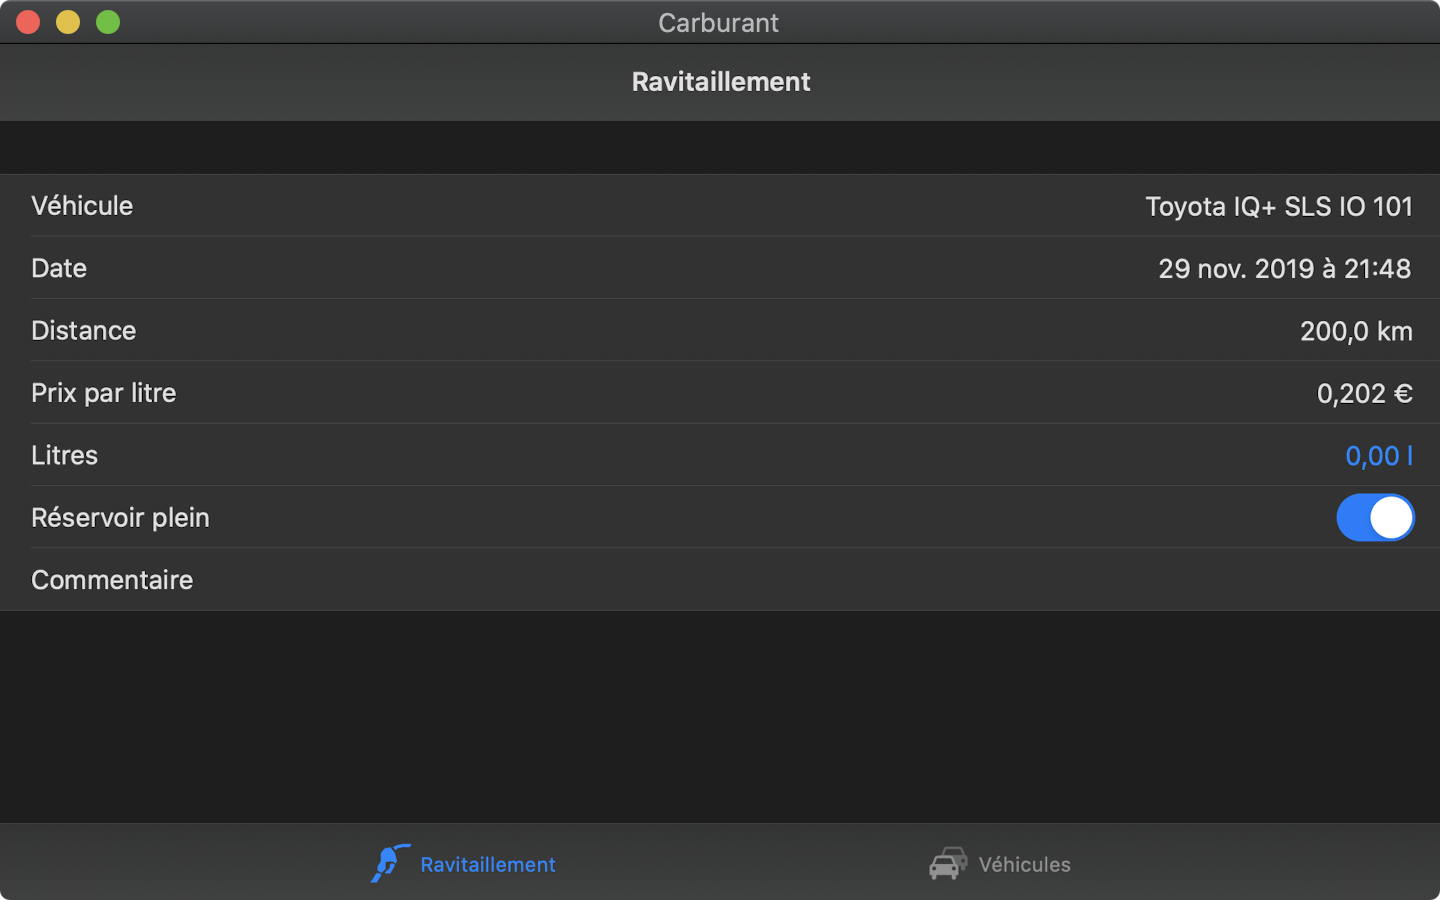 Carburant
Ravitaillement
Véhicule Toyota IQ+ SLS IO 101
Date 29 nov. 2019 à 21:48
Distance 200,0 km
Prix par litre 0,202 €
Litres 0,00 l
Réservoir plein
Commentaire
Ravitaillement Véhicules